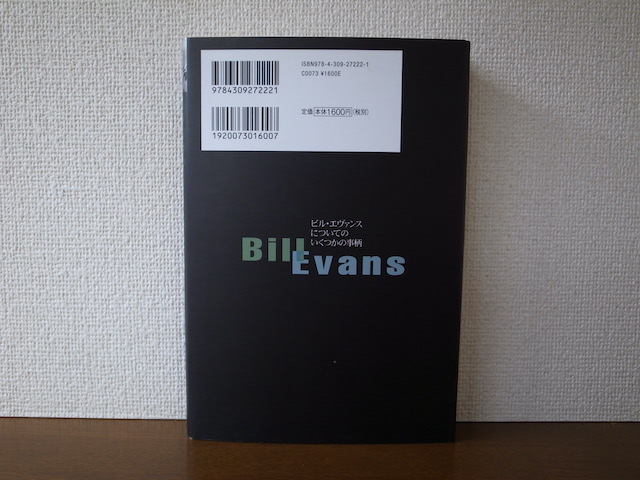 ISBN978-4-309-27222-1
C0073 ¥1600E
9784309272221
定価 本体1600円(税別)
1920073016007
ビル・エヴァンス
についての
いくつかの事柄
Bill
Evans